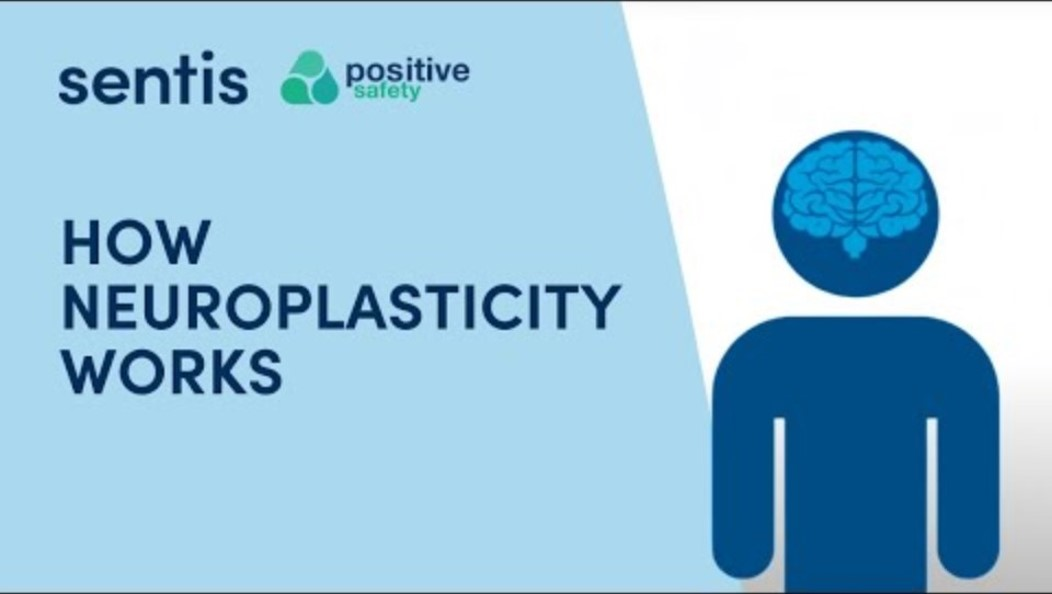 sentis
positive
safety
HOW
NEUROPLASTICITY
WORKS